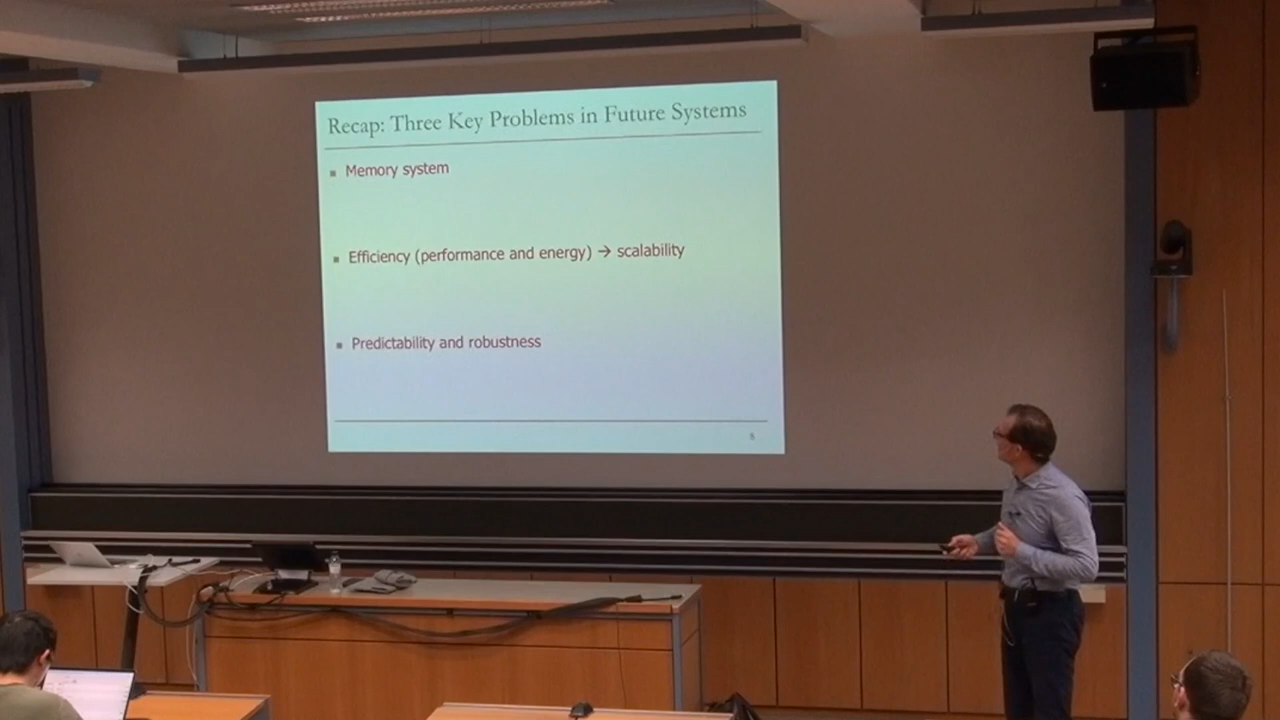 Recap: Three Key Problems in Future Systems
Memory system
Efficiency (performance and energy) → scalability
Predictability and robustness